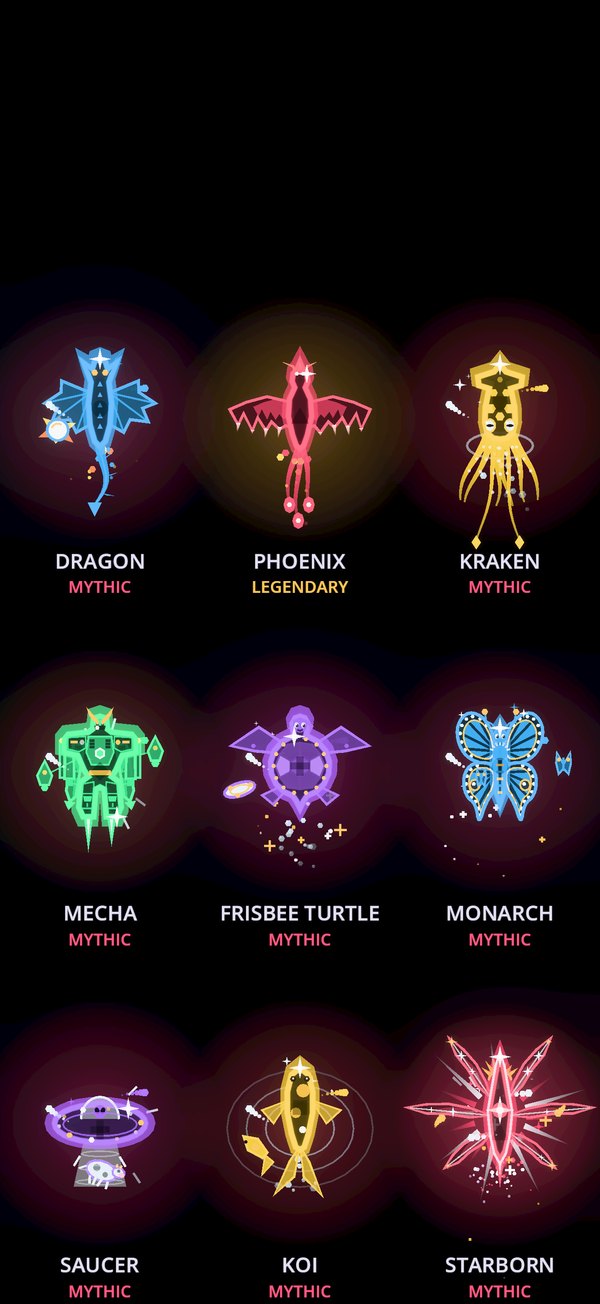 DRAGON PHOENIX KRAKEN
MYTHIC LEGENDARY MYTHIC
MECHA FRISBEE TURTLE MONARCH
MYTHIC MYTHIC MYTHIC
SAUCER KOI STARBORN
MYTHIC MYTHIC MYTHIC